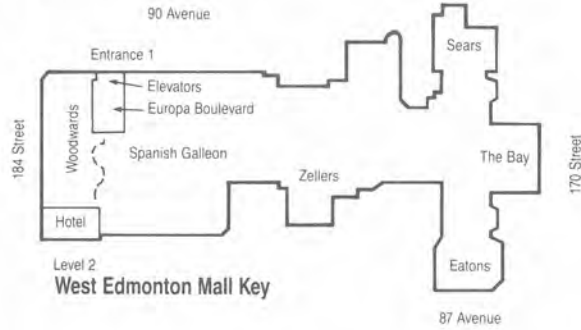 90 Avenue
Entrance 1
Sears
Elevators
Europa Boulevard
184 Street
Woodwards
Spanish Galleon
The Bay
170 Street
Zellers
Hotel
Level 2
Eatons
West Edmonton Mall Key
87 Avenue